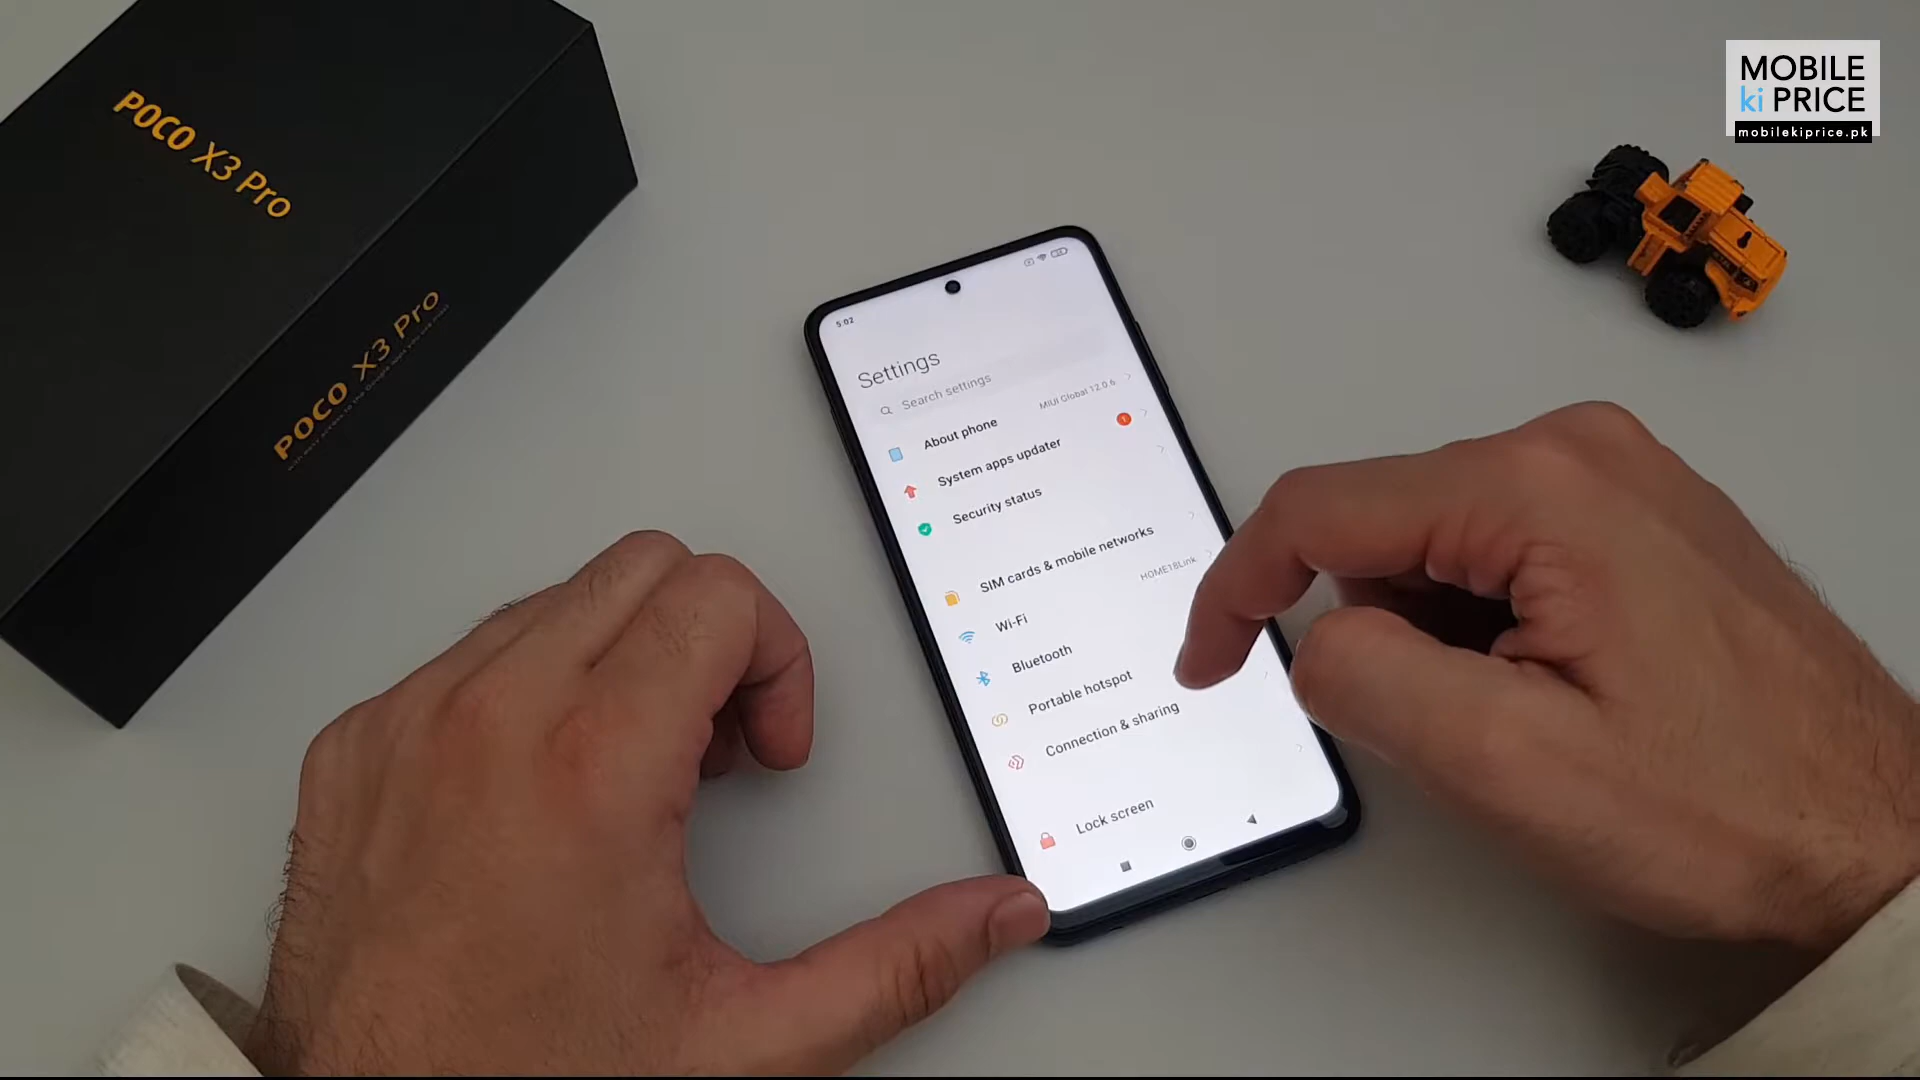 POCO X3 Pro
POCO X3 Pro
MOBILE
ki PRICE
mobilekiprice.pk
5:02
Settings
Search settings
About phone
MIUI Global 12.0.6
System apps updater
1
Security status
SIM cards & mobile networks
Wi-Fi
HOME18Link
Bluetooth
Portable hotspot
Connection & sharing
Lock screen